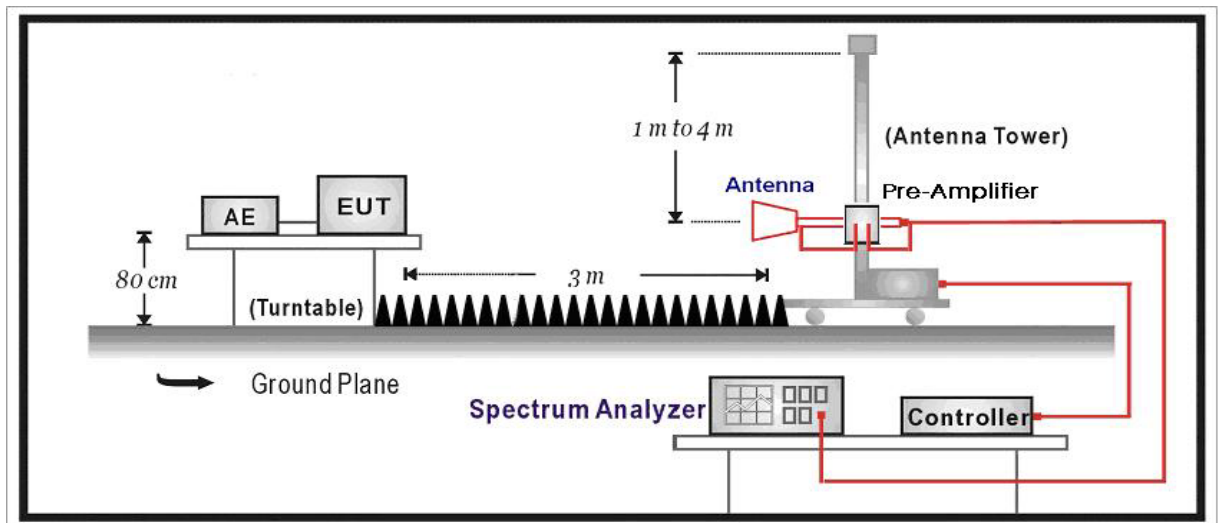 1 m to 4 m
(Antenna Tower)
Antenna
Pre-Amplifier
AE
EUT
80 cm
3 m
(Turntable)
Ground Plane
Spectrum Analyzer
Controller